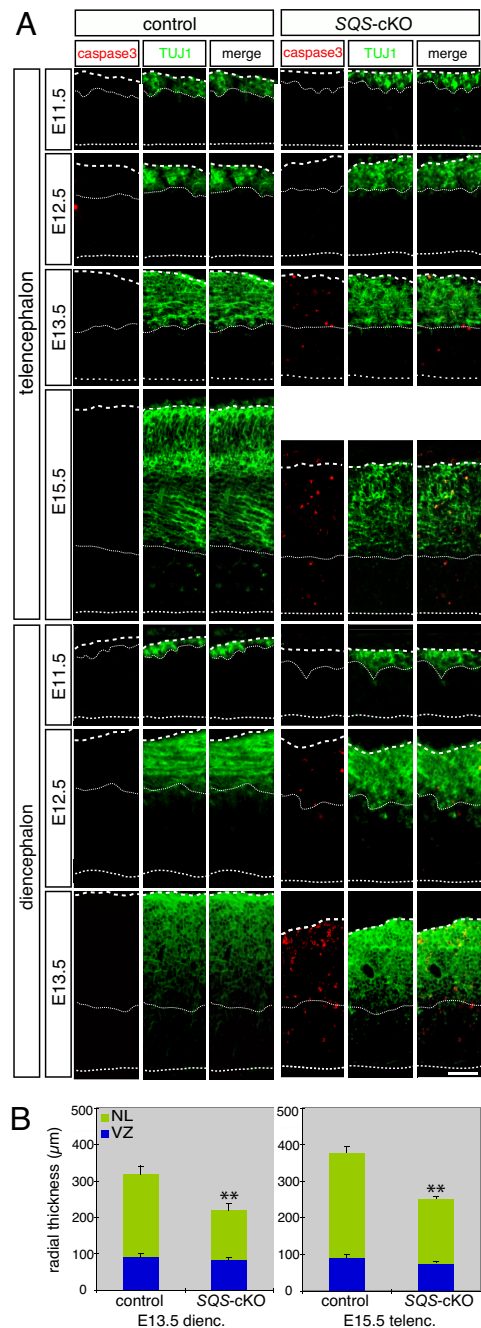 A
control
SQS-cKO
caspase3 TUJ1 merge caspase3 TUJ1 merge
telencephalon
E11.5
E12.5
E13.5
E15.5
diencephalon
E11.5
E12.5
E13.5
B
radial thickness (µm)
500
400
300
200
100
0
NL
VZ
**
control SQS-cKO
E13.5 dienc.
500
400
300
200
100
0
**
control SQS-cKO
E15.5 telenc.